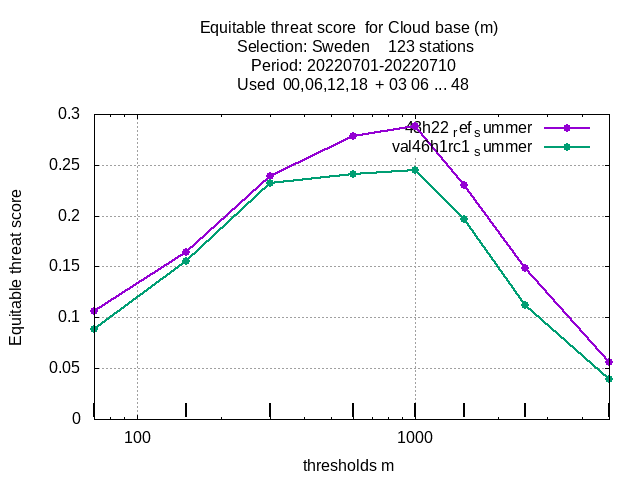 Equitable threat score for Cloud base (m)
Selection: Sweden 123 stations
Period: 20220701-20220710
Used 00,06,12,18 + 03 06 ... 48
0.3
0.25
0.2
0.15
0.1
0.05
0
Equitable threat score
43h22 ref summer
val46h1rc1 summer
100
1000
thresholds m